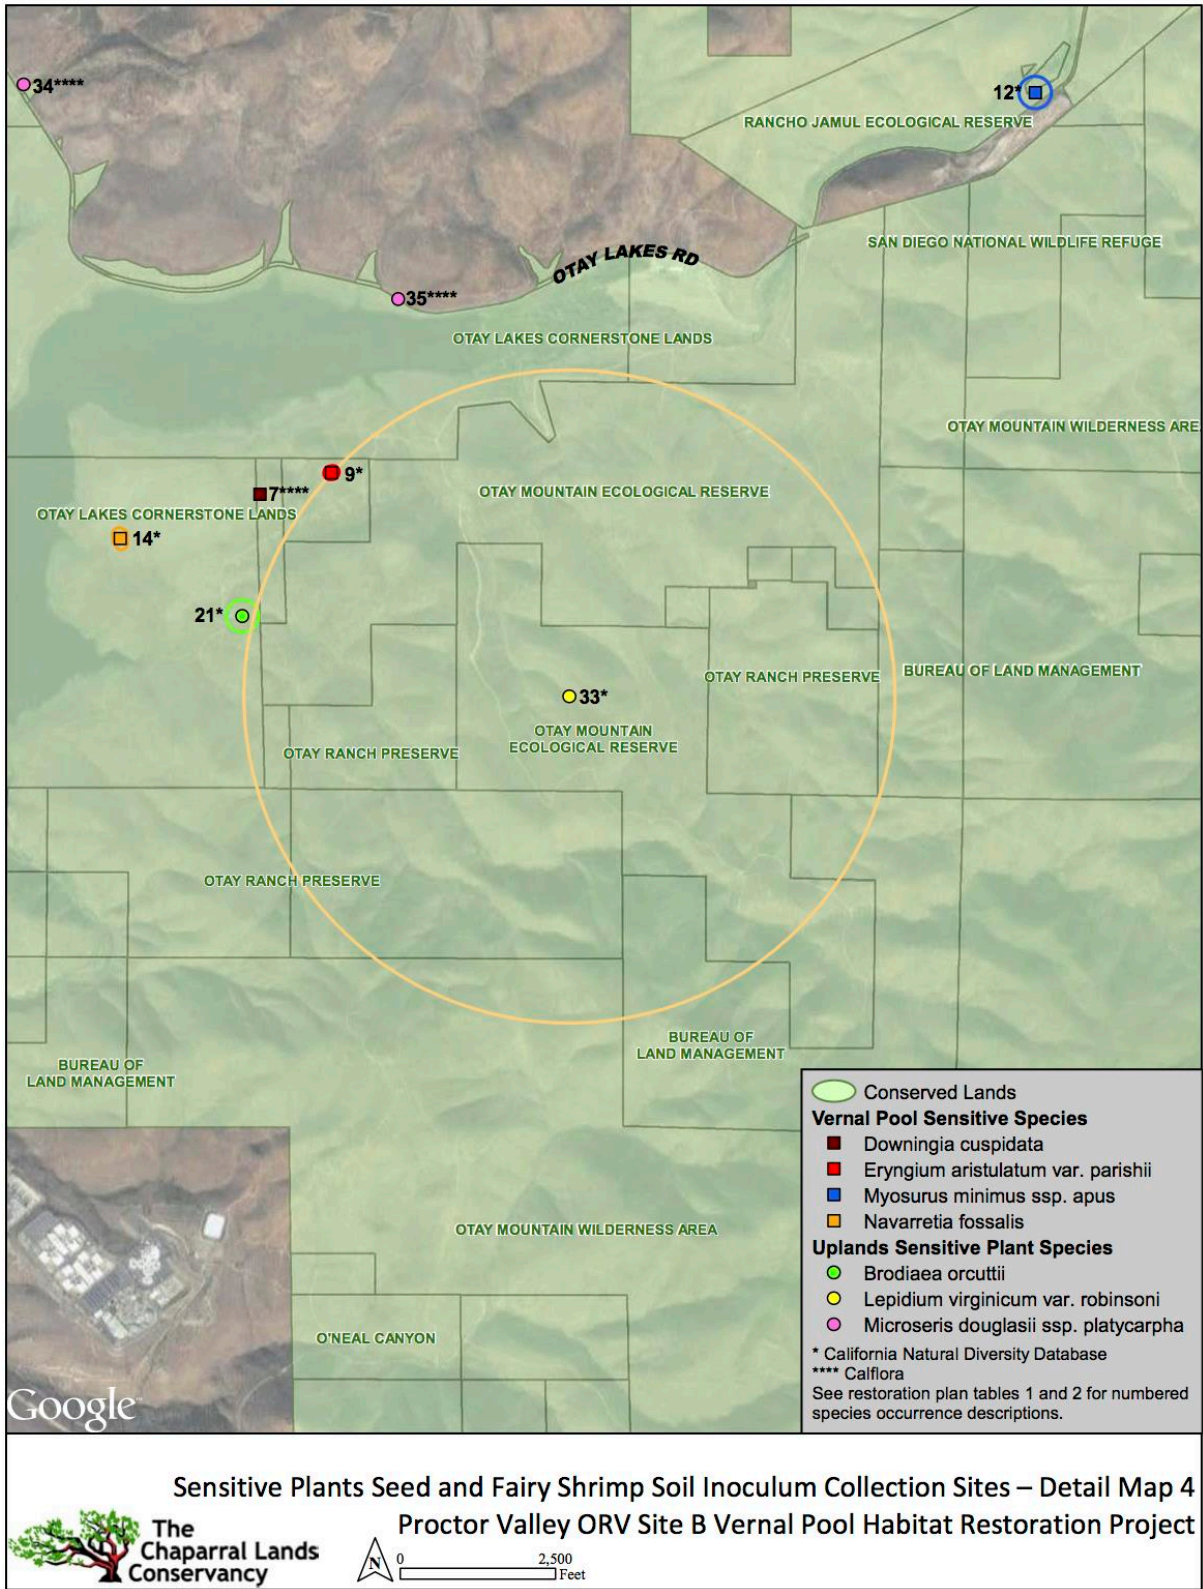 34****
12*
RANCHO JAMUL ECOLOGICAL RESERVE
SAN DIEGO NATIONAL WILDLIFE REFUGE
OTAY LAKES RD
35****
OTAY LAKES CORNERSTONE LANDS
OTAY MOUNTAIN WILDERNESS ARE
9*
7****
OTAY MOUNTAIN ECOLOGICAL RESERVE
OTAY LAKES CORNERSTONE LANDS
14*
21*
BUREAU OF LAND MANAGEMENT
OTAY RANCH PRESERVE
33*
OTAY MOUNTAIN
ECOLOGICAL RESERVE
OTAY RANCH PRESERVE
OTAY RANCH PRESERVE
BUREAU OF
LAND MANAGEMENT
BUREAU OF
LAND MANAGEMENT
OTAY MOUNTAIN WILDERNESS AREA
O'NEAL CANYON
Google
Conserved Lands
Vernal Pool Sensitive Species
Downingia cuspidata
Eryngium aristulatum var. parishii
Myosurus minimus ssp. apus
Navarretia fossalis
Uplands Sensitive Plant Species
Brodiaea orcuttii
Lepidium virginicum var. robinsoni
Microseris douglasii ssp. platycarpha
* California Natural Diversity Database
**** Calflora
See restoration plan tables 1 and 2 for numbered
species occurrence descriptions.
Sensitive Plants Seed and Fairy Shrimp Soil Inoculum Collection Sites – Detail Map 4
Proctor Valley ORV Site B Vernal Pool Habitat Restoration Project
The
Chaparral Lands
Conservancy
N
0 2,500
Feet